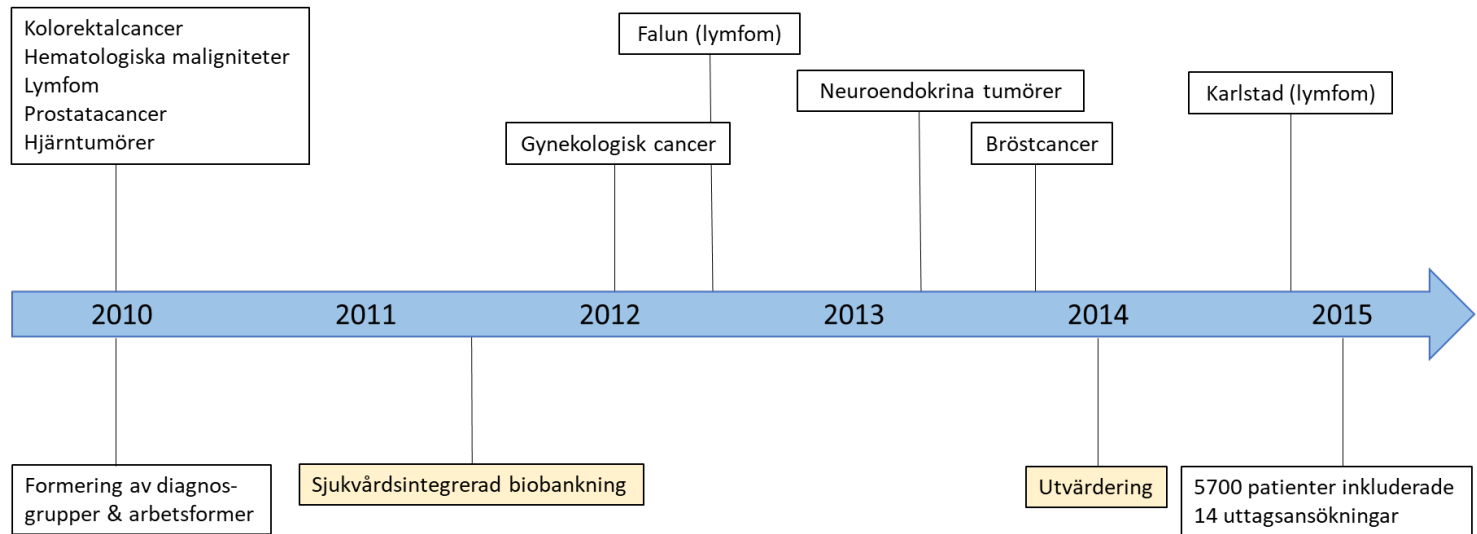 Kolorektalcancer
Hematologiska maligniteter
Lymfom
Prostatacancer
Hjärntumörer
Falun (lymfom)
Neuroendokrina tumörer
Karlstad (lymfom)
Gynekologisk cancer
Bröstcancer
2010
2011
2012
2013
2014
2015
Formering av diagnos-
grupper & arbetsformer
Sjukvårdsintegrerad biobankning
Utvärdering
5700 patienter inkluderade
14 uttagsansökningar